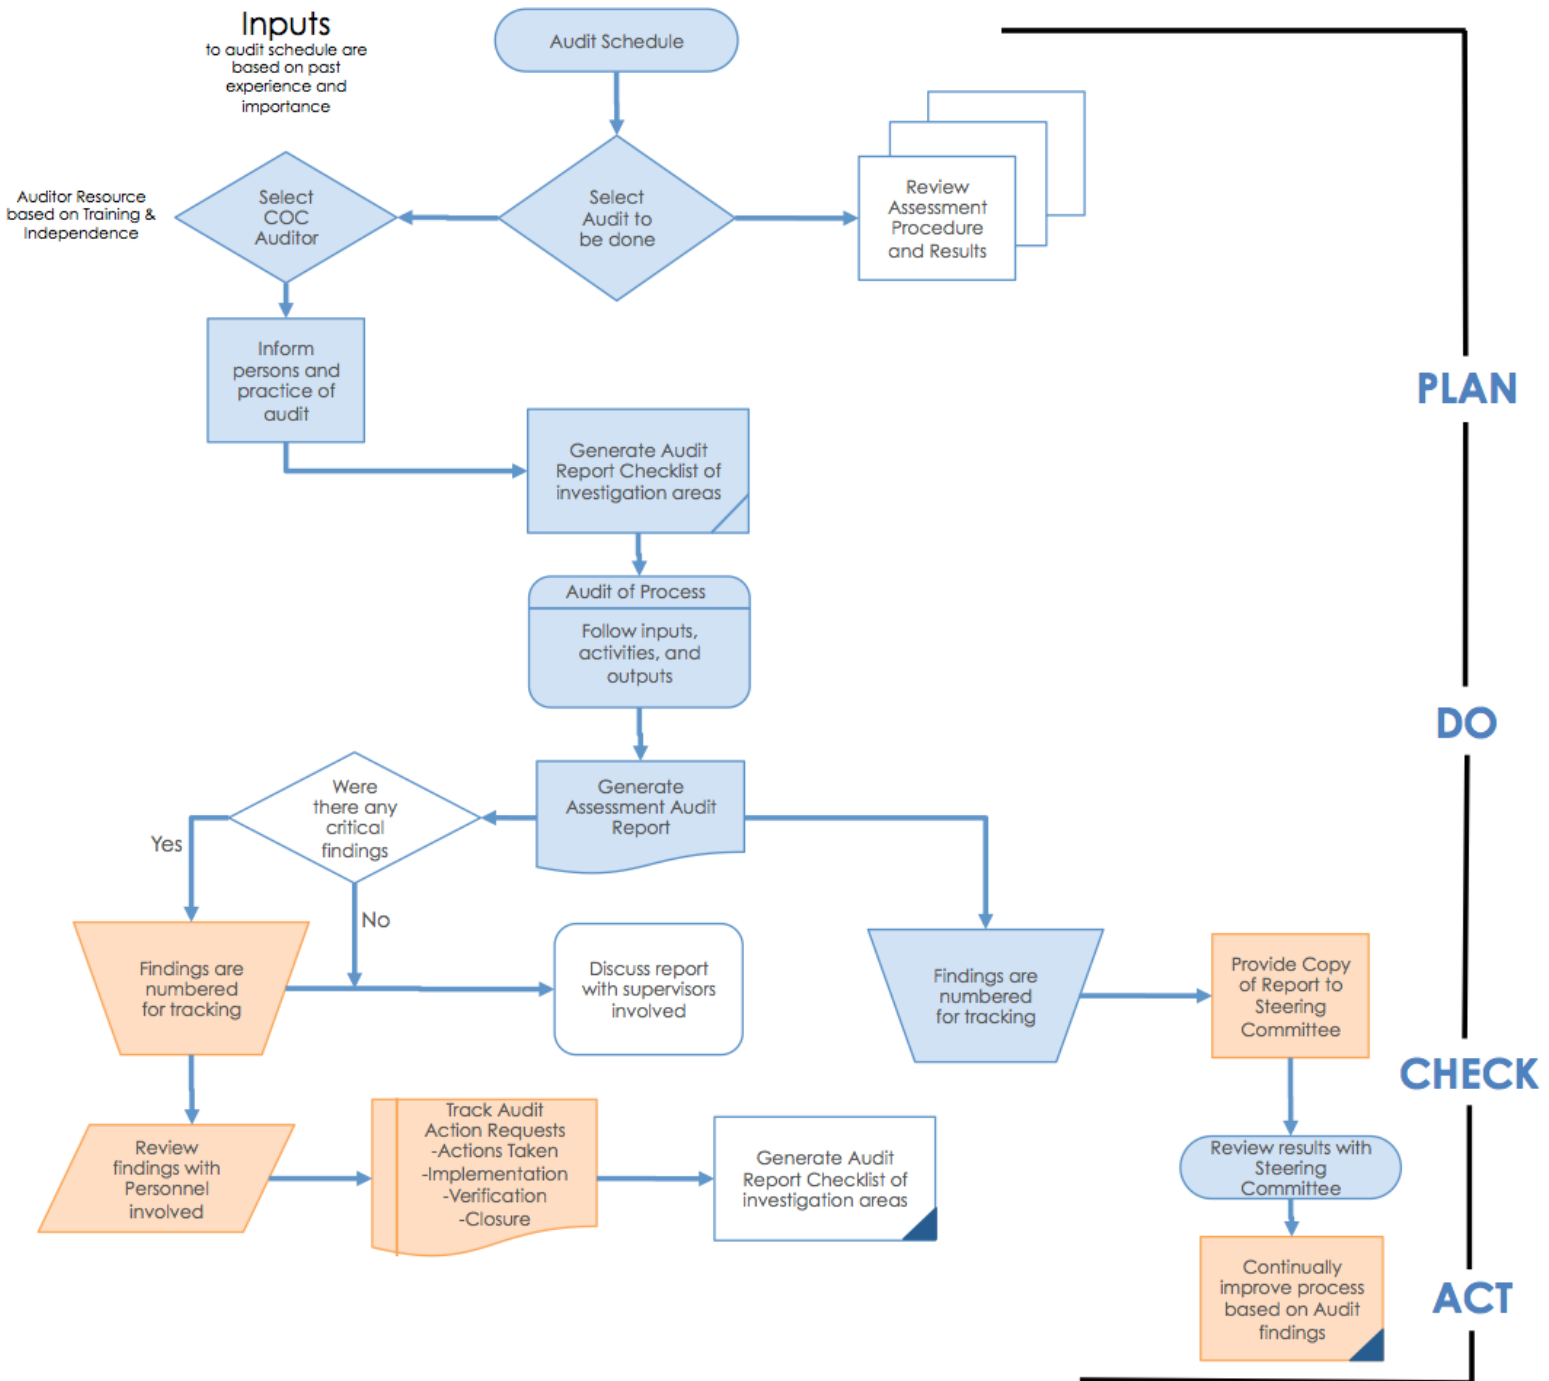 Inputs
to audit schedule are
based on past
experience and
importance
Audit Schedule
Auditor Resource
based on Training &
Independence
Select
COC
Auditor
Select
Audit to
be done
Review
Assessment
Procedure
and Results
Inform
persons and
practice of
audit
PLAN
Generate Audit
Report Checklist of
investigation areas
Audit of Process
Follow inputs,
activities, and
outputs
DO
Were
there any
critical
findings
Generate
Assessment Audit
Report
Yes
No
Findings are
numbered
for tracking
Discuss report
with supervisors
involved
Findings are
numbered
for tracking
Provide Copy
of Report to
Steering
Committee
CHECK
Review
findings with
Personnel
involved
Track Audit
Action Requests
-Actions Taken
-Implementation
-Verification
-Closure
Generate Audit
Report Checklist of
investigation areas
Review results with
Steering
Committee
Continually
improve process
based on Audit
findings
ACT